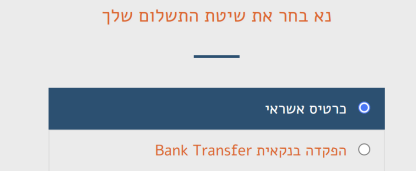 נא בחר את שיטת התשלום שלך
כרטיס אשראי
הפקדה בנקאית Bank Transfer